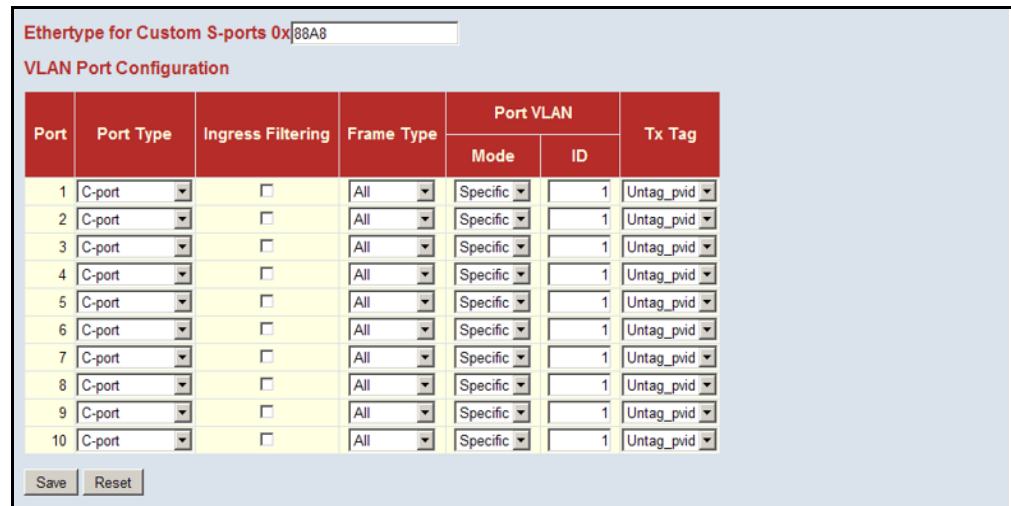 Ethertype for Custom S-ports 0x 88A8
VLAN Port Configuration
Port Port Type Ingress Filtering Frame Type Port VLAN Tx Tag
Mode ID
1 C-port All Specific 1 Untag_pvid
2 C-port All Specific 1 Untag_pvid
3 C-port All Specific 1 Untag_pvid
4 C-port All Specific 1 Untag_pvid
5 C-port All Specific 1 Untag_pvid
6 C-port All Specific 1 Untag_pvid
7 C-port All Specific 1 Untag_pvid
8 C-port All Specific 1 Untag_pvid
9 C-port All Specific 1 Untag_pvid
10 C-port All Specific 1 Untag_pvid
Save Reset